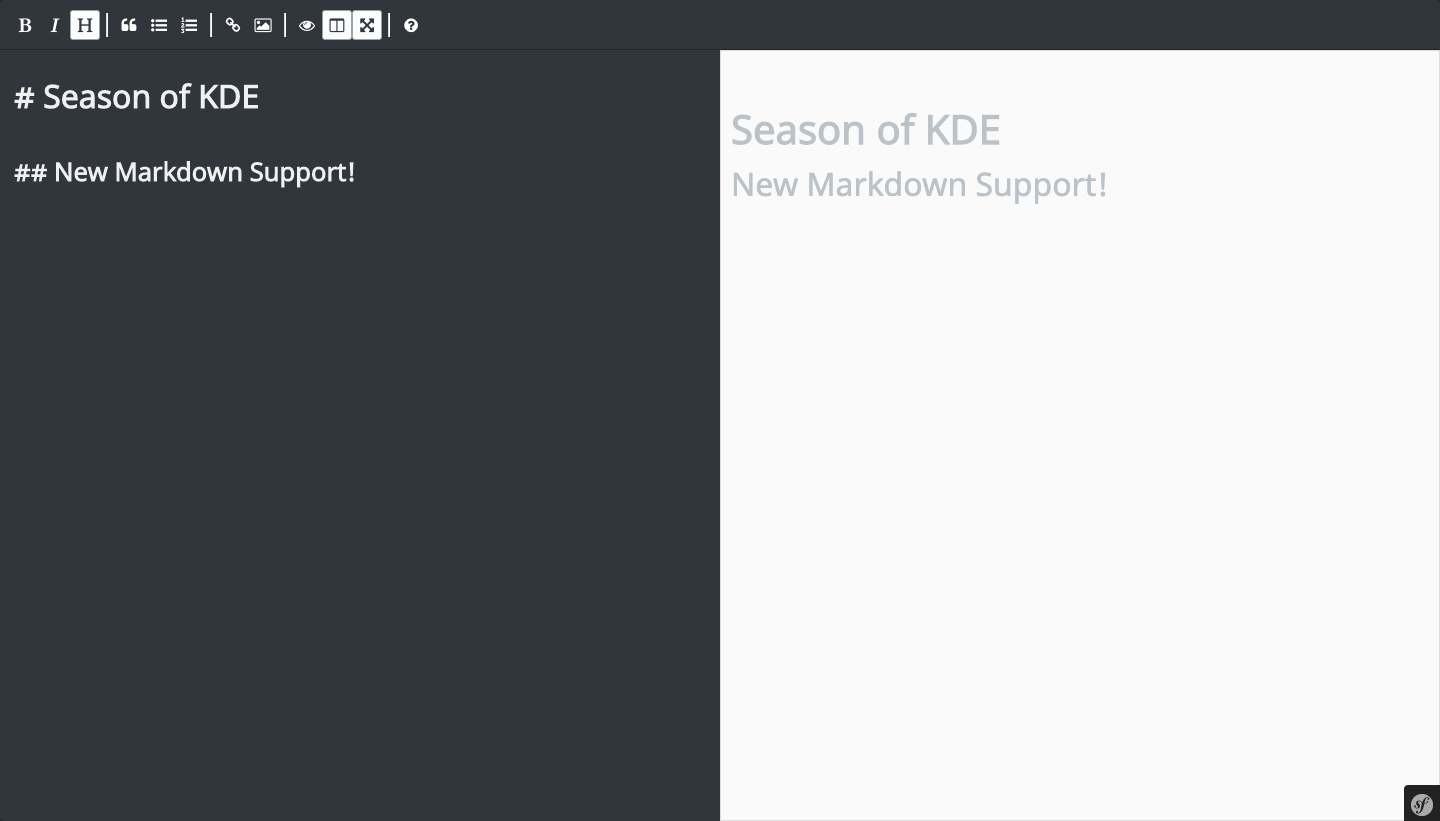 B I H
# Season of KDE
## New Markdown Support!
Season of KDE
New Markdown Support!
sf